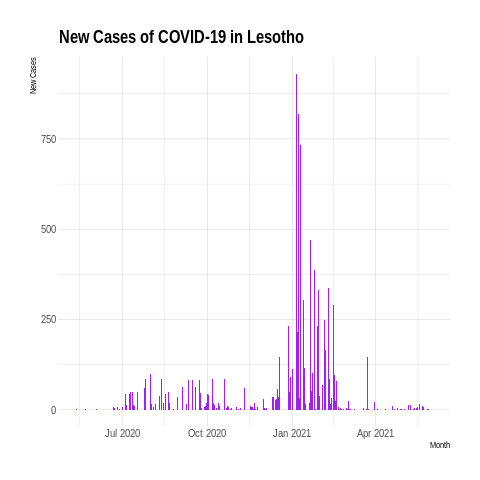 New Cases of COVID-19 in Lesotho
New Cases
750
500
250
0
Jul 2020
Oct 2020
Jan 2021
Apr 2021
Month